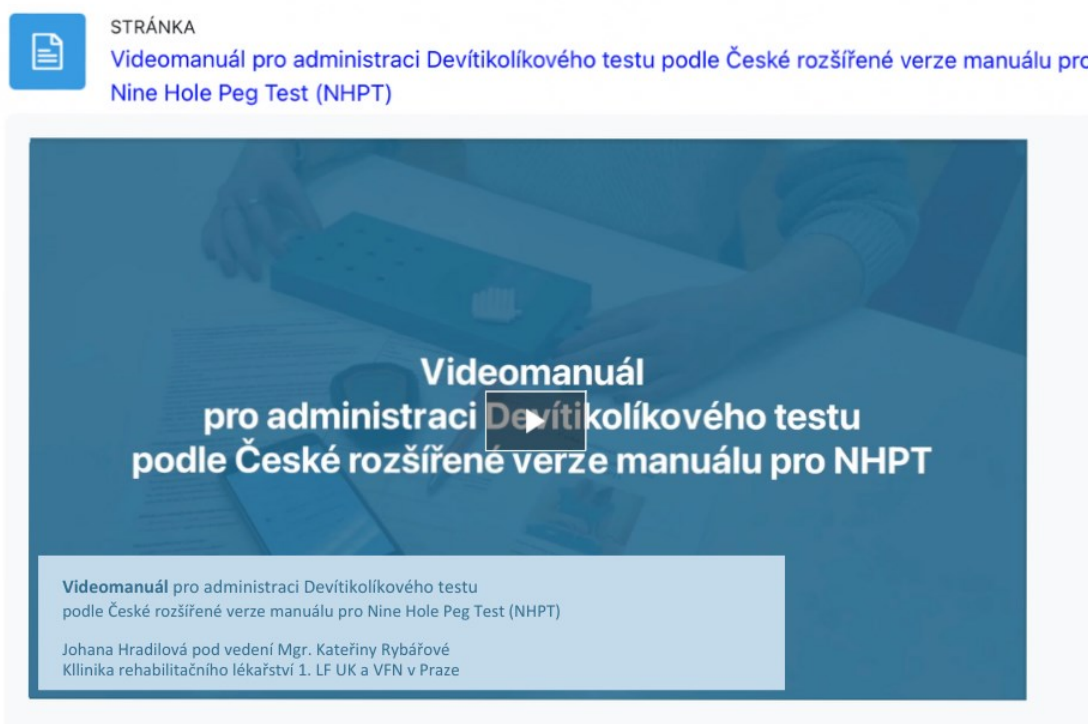 STRÁNKA
Videomanuál pro administraci Devítikolíkového testu podle České rozšířené verze manuálu pro
Nine Hole Peg Test (NHPT)
Videomanuál
pro administraci Devítikolíkového testu
podle České rozšířené verze manuálu pro NHPT
Videomanuál pro administraci Devítikolíkového testu
podle České rozšířené verze manuálu pro Nine Hole Peg Test (NHPT)
Johana Hradilová pod vedení Mgr. Kateřiny Rybářové
Kllinika rehabilitačního lékařství 1. LF UK a VFN v Praze